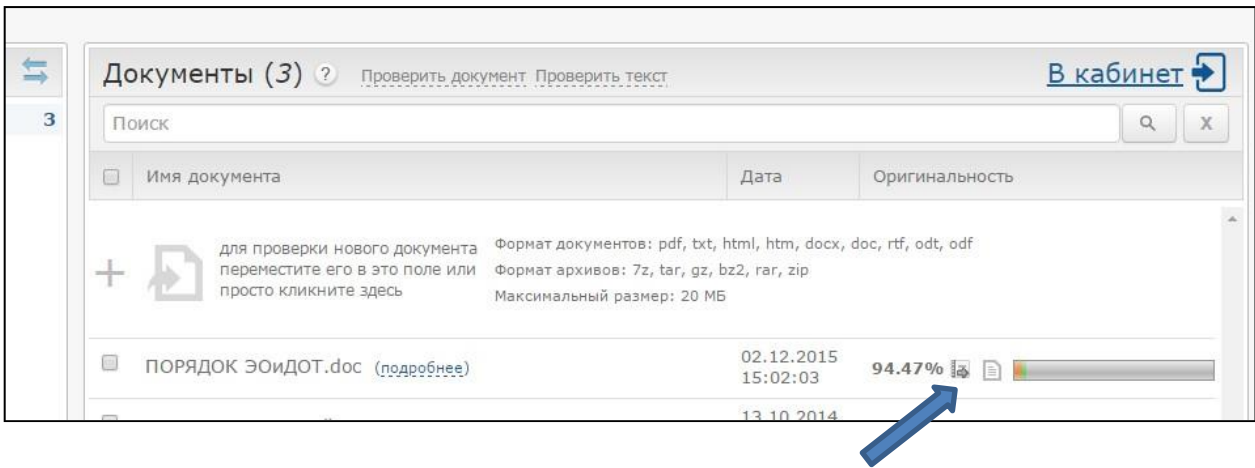 Документы (3) ? Проверить документ Проверить текст В кабинет
3
Поиск X
Имя документа Дата Оригинальность
для проверки нового документа
переместите его в это поле или
просто кликните здесь
Формат документов: pdf, txt, html, htm, docx, doc, rtf, odt, odf
Формат архивов: 7z, tar, gz, bz2, rar, zip
Максимальный размер: 20 МБ
ПОРЯДОК ЭОиДОТ.doc (подробнее) 02.12.2015
15:02:03 94.47%
13.10.2014